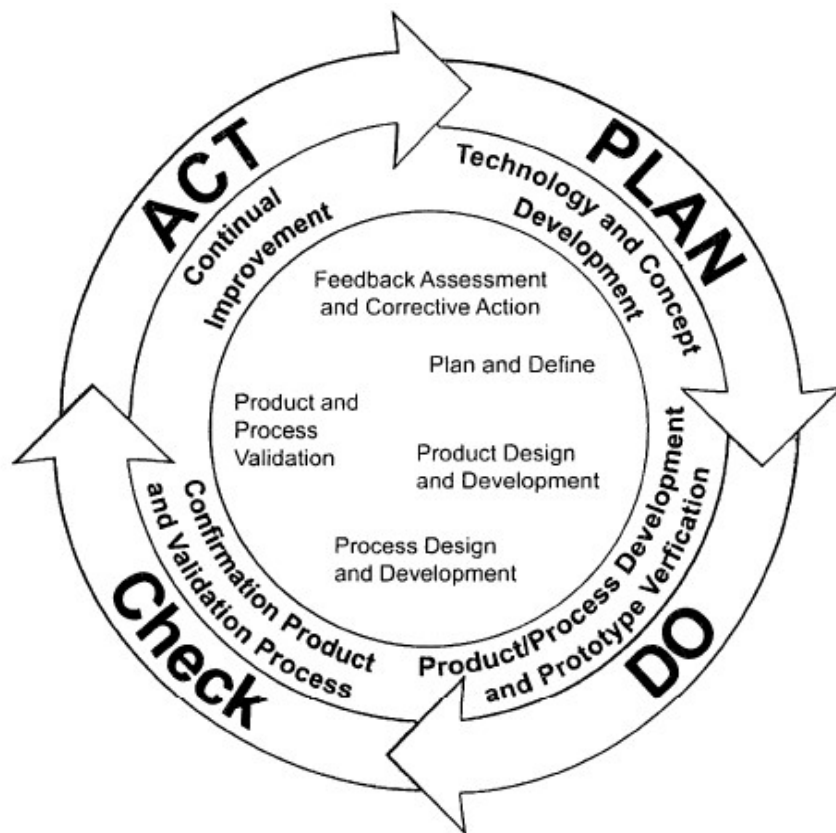 ACT
PLAN
DO
Check
Continual
Improvement
Technology and Concept
Development
Product/Process Development
and Prototype Verfication
Confirmation Product
and Validation Process
Feedback Assessment
and Corrective Action
Plan and Define
Product and
Process
Validation
Product Design
and Development
Process Design
and Development